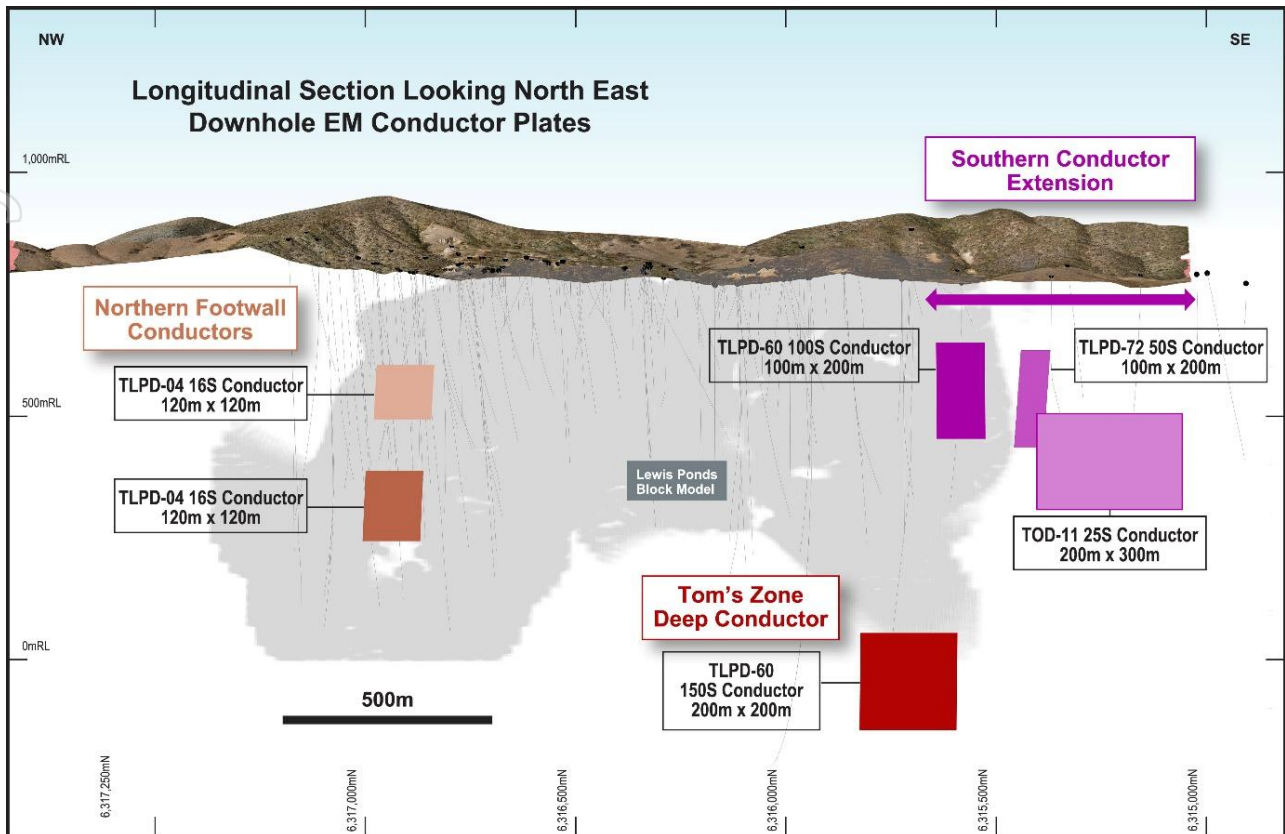 NW
SE
Longitudinal Section Looking North East
Downhole EM Conductor Plates
1,000mRL
Southern Conductor
Extension
Northern Footwall
Conductors
TLPD-60 100S Conductor
100m x 200m
TLPD-72 50S Conductor
100m x 200m
TLPD-04 16S Conductor
120m x 120m
500mRL
Lewis Ponds
Block Model
TLPD-04 16S Conductor
120m x 120m
TOD-11 25S Conductor
200m x 300m
Tom's Zone
Deep Conductor
0mRL
TLPD-60
150S Conductor
200m x 200m
500m
6,317,250mN
6,317,000mN
6,316,500mN
6,316,000mN
6,315,500mN
6,315,000mN